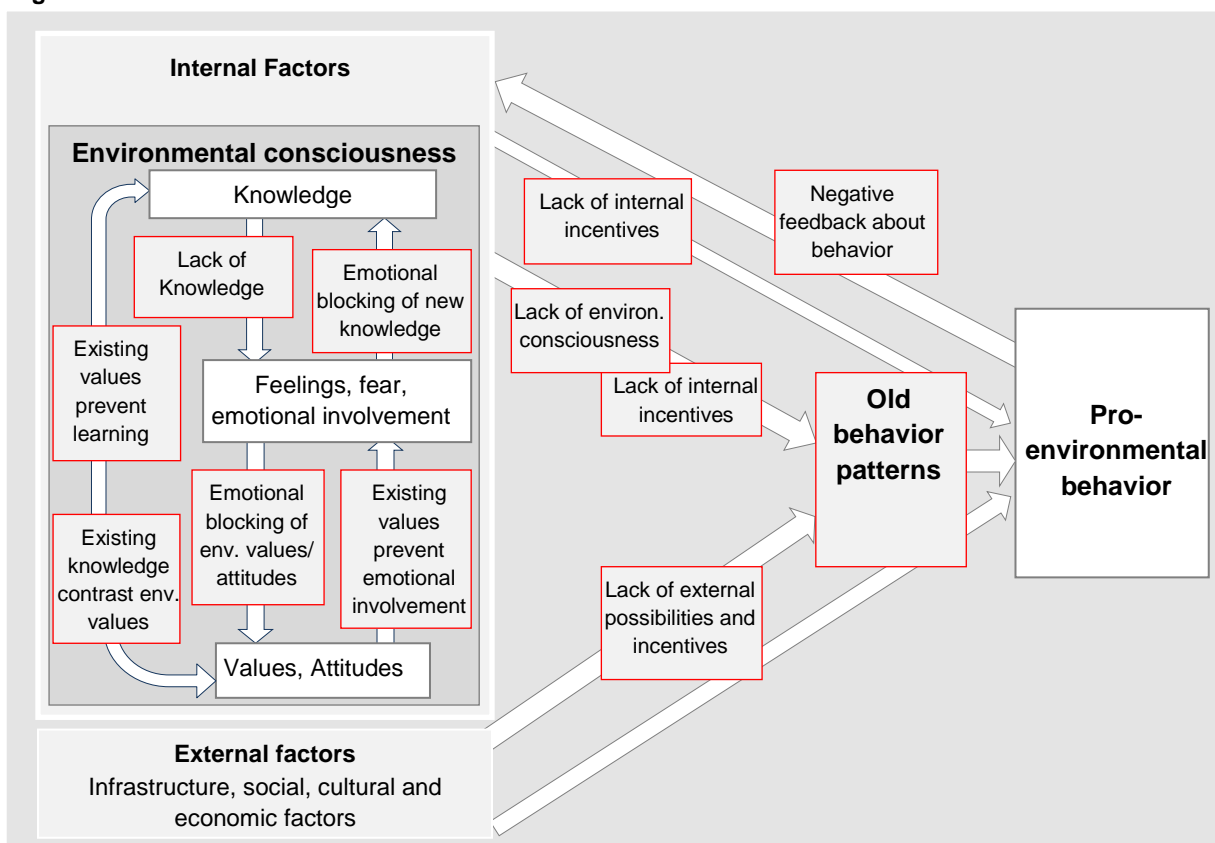 Internal Factors
Environmental consciousness
Knowledge
Lack of
Knowledge
Emotional
blocking of new
knowledge
Existing
values
prevent
learning
Feelings, fear,
emotional involvement
Emotional
blocking of
env. values/
attitudes
Existing
values
prevent
emotional
involvement
Existing
knowledge
contrast env.
values
Values, Attitudes
External factors
Infrastructure, social, cultural and
economic factors
Lack of internal
incentives
Negative
feedback about
behavior
Lack of environ.
consciousness
Lack of internal
incentives
Old
behavior
patterns
Lack of external
possibilities and
incentives
Pro-
environmental
behavior